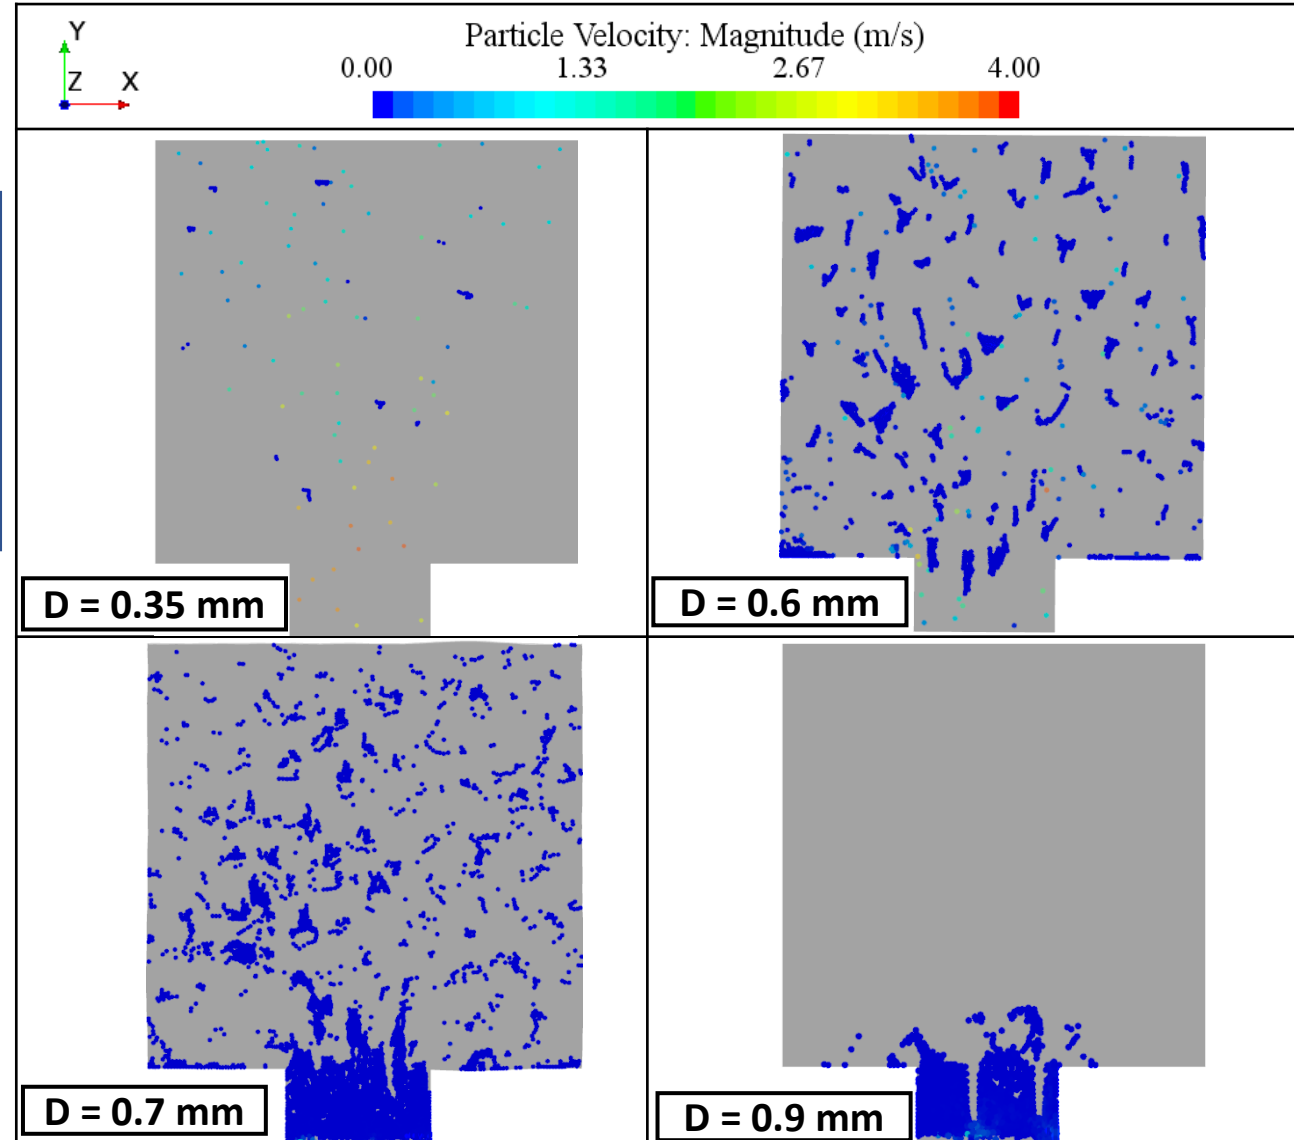 Y
Z X
Particle Velocity: Magnitude (m/s)
0.00 1.33 2.67 4.00
D = 0.35 mm
D = 0.6 mm
D = 0.7 mm
D = 0.9 mm